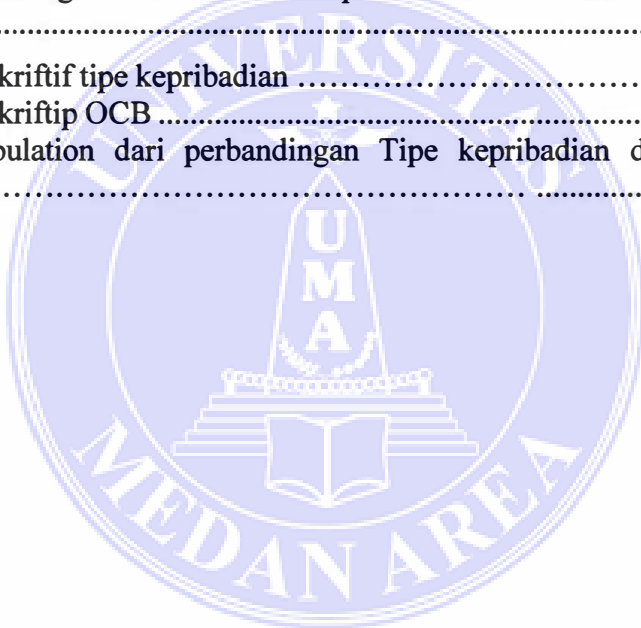 kriftif tipe kepribadian ......................................
kriftip OCB ................................................................................
pulation dari perbandingan Tipe kepribadian d
UNIVERSITAS
UMA
MEDAN AREA